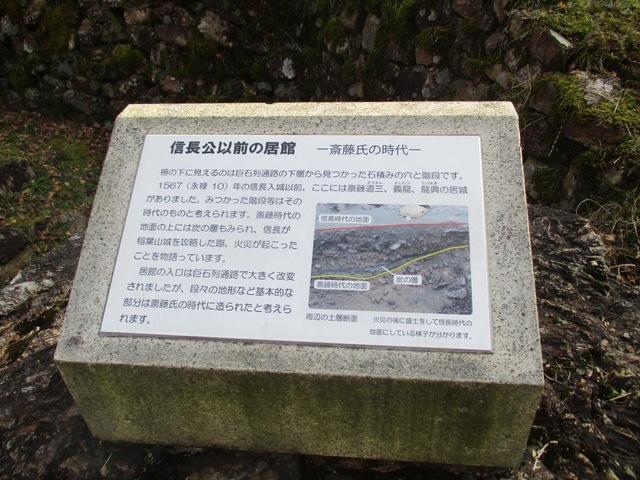 信長公以前の居館 ―斎藤氏の時代―
柵の下に見えるのは巨石列通路の下層から見つかった石積みの穴と階段です。
1567（永禄 10）年の信長入城以前、ここには斎藤道三、義龍、龍興の居城
がありました。みつかった階段等はその
時代のものと考えられます。斎藤時代の
地面の上には炭の層もみられ、信長が
稲葉山城を攻略した際、火災が起こった
ことを物語っています。
居館の入口は巨石列通路で大きく改変
されましたが、段々の地形など基本的な
部分は斎藤氏の時代に造られたと考えら
れます。
信長時代の地面
炭の層
斎藤時代の地面
周辺の土層断面
火災の後に盛土をして信長時代の
地面にしている様子が分かります。